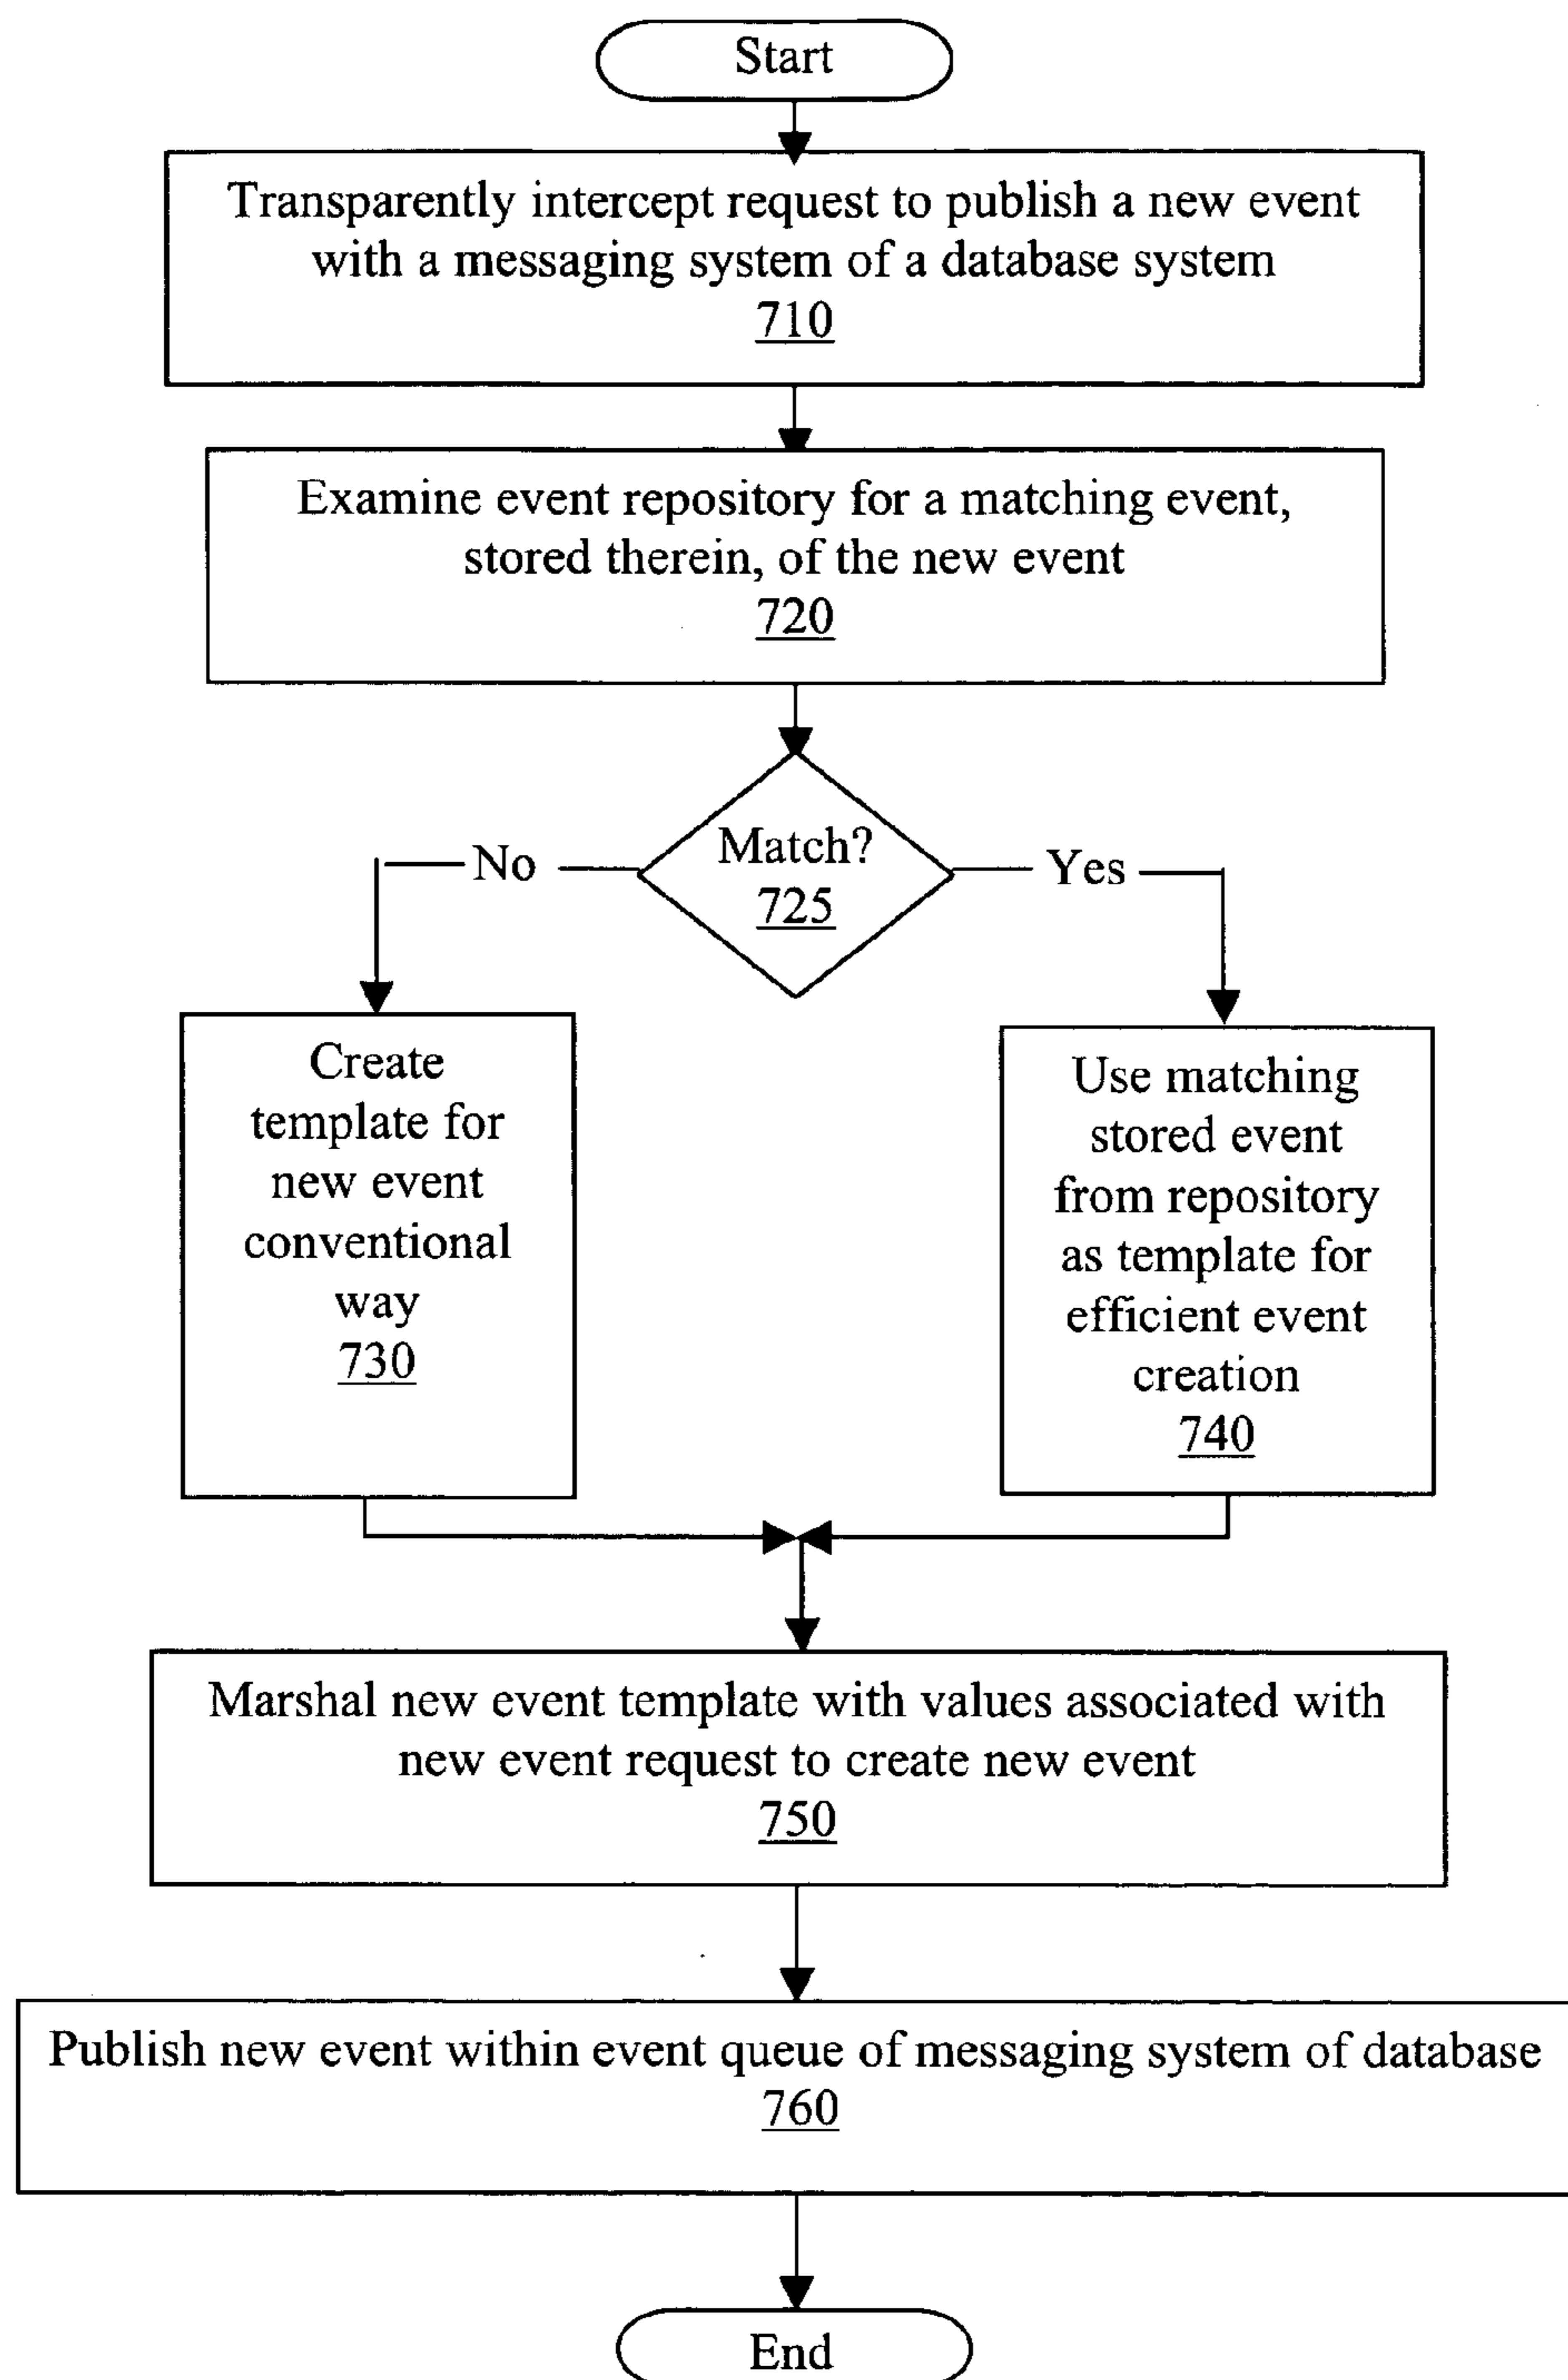 Start
Transparently intercept request to publish a new event
with a messaging system of a database system
710
Examine event repository for a matching event,
stored therein, of the new event
720
Match?
725
No
Yes
Create
template for
new event
conventional
way
730
Use matching
stored event
from repository
as template for
efficient event
creation
740
Marshal new event template with values associated with
new event request to create new event
750
Publish new event within event queue of messaging system of database
760
End